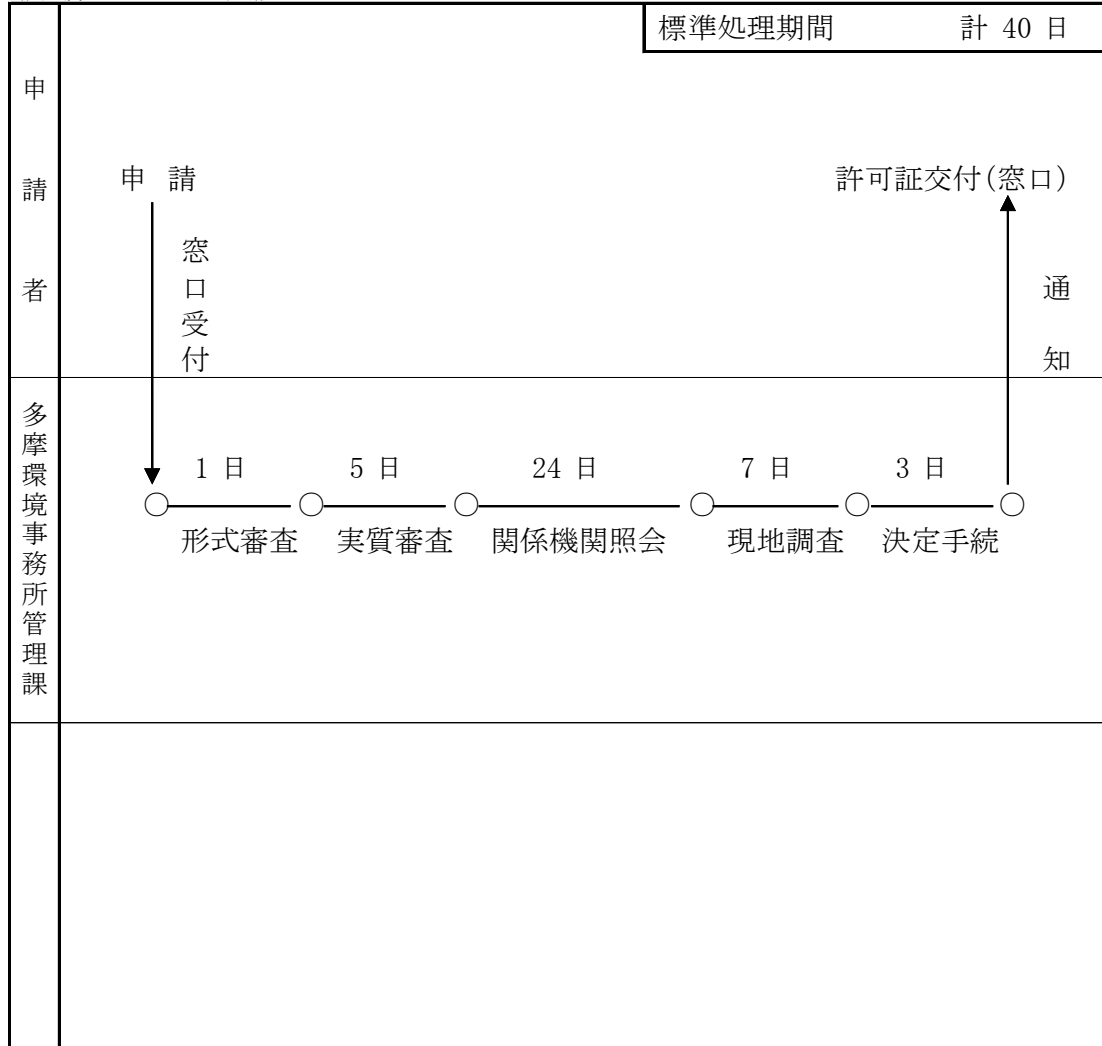 標準処理期間 計 40 日
申請者
申 請
許可証交付(窓口)
窓口受付
通知
多摩環境事務所管理課
1 日
5 日
24 日
7 日
3 日
形式審査
実質審査
関係機関照会
現地調査
決定手続